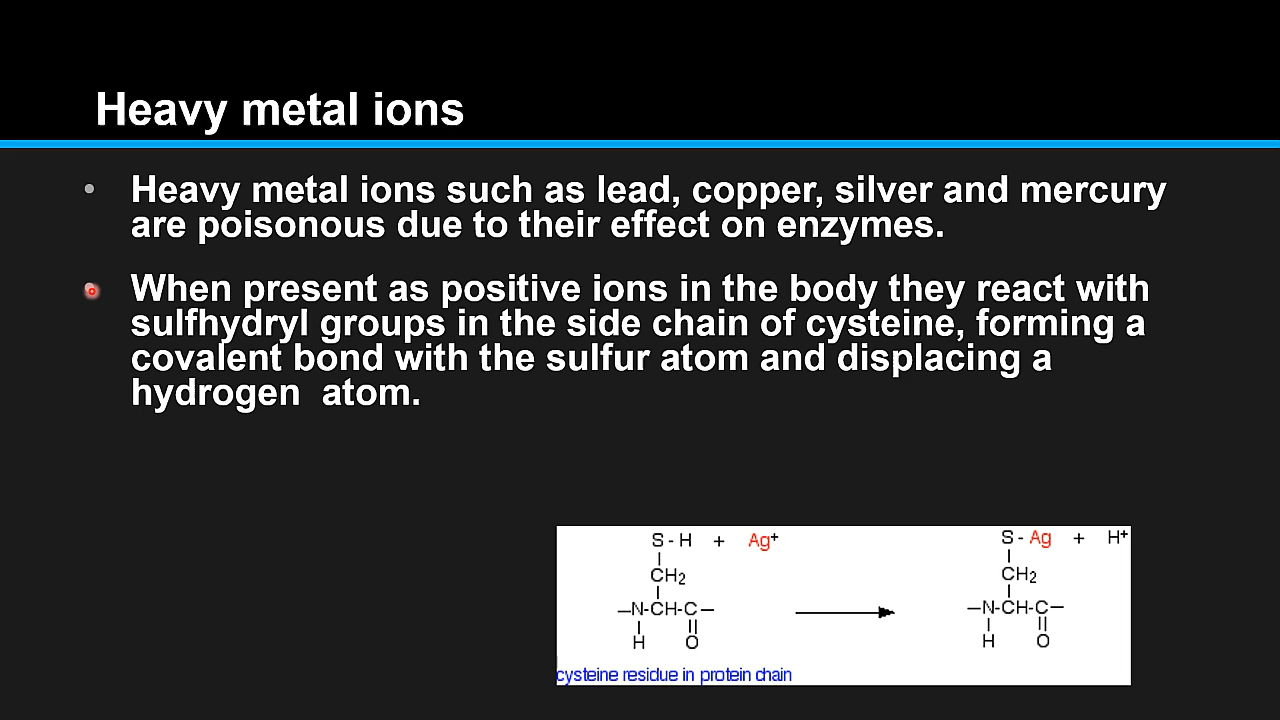 Heavy metal ions
• Heavy metal ions such as lead, copper, silver and mercury
are poisonous due to their effect on enzymes.
• When present as positive ions in the body they react with
sulfhydryl groups in the side chain of cysteine, forming a
covalent bond with the sulfur atom and displacing a
hydrogen atom.
S - H + Ag⁺ S - Ag + H⁺
CH₂ CH₂
–N-CH-C– –N-CH-C–
H O H O
cysteine residue in protein chain